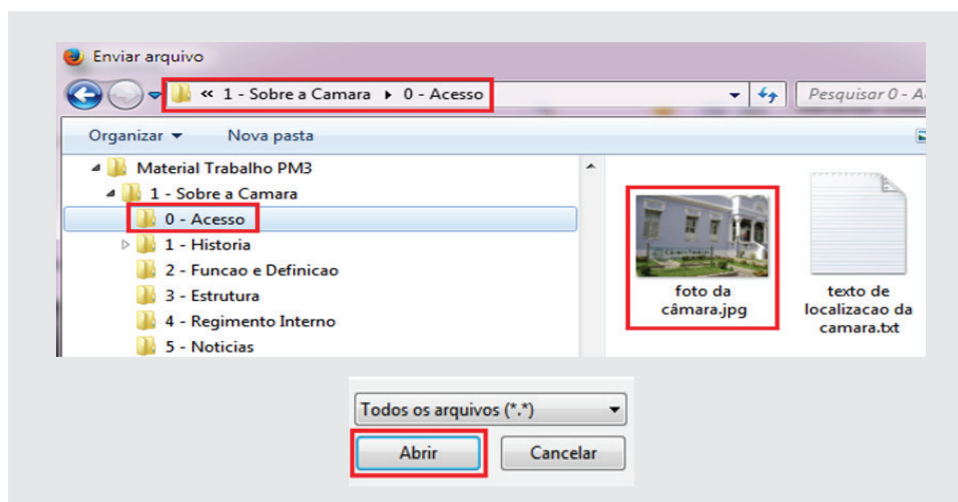 Enviar arquivo
« 1 - Sobre a Camara 0 - Acesso
Pesquisar 0 - A
Organizar Nova pasta
Material Trabalho PM3
1 - Sobre a Camara
0 - Acesso
1 - Historia
2 - Funcao e Definicao
3 - Estrutura
4 - Regimento Interno
5 - Noticias
foto da
câmara.jpg
texto de
localizacao da
camara.txt
Todos os arquivos (*.*)
Abrir Cancelar